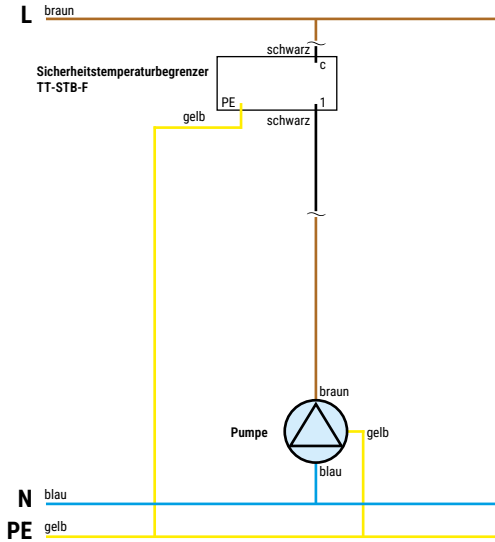 L braun
schwarz
c
Sicherheitstemperaturbegrenzer
TT-STB-F
PE 1
gelb schwarz
braun
Pumpe gelb
blau
N blau
PE gelb